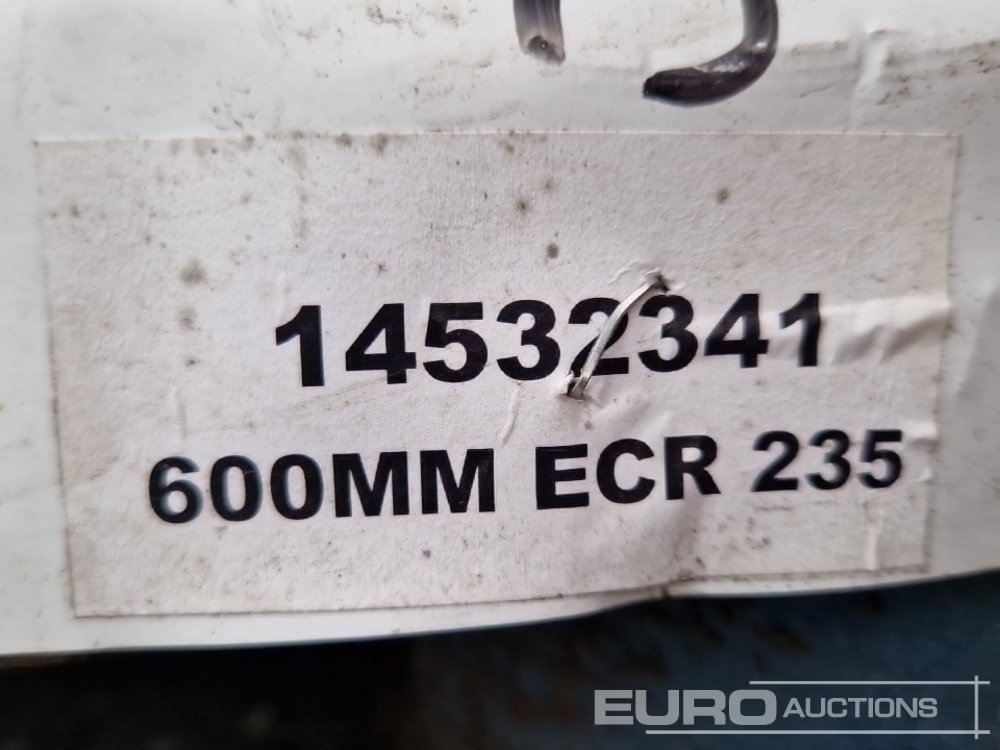 14532341
600MM ECR 235
EURO AUCTIONS